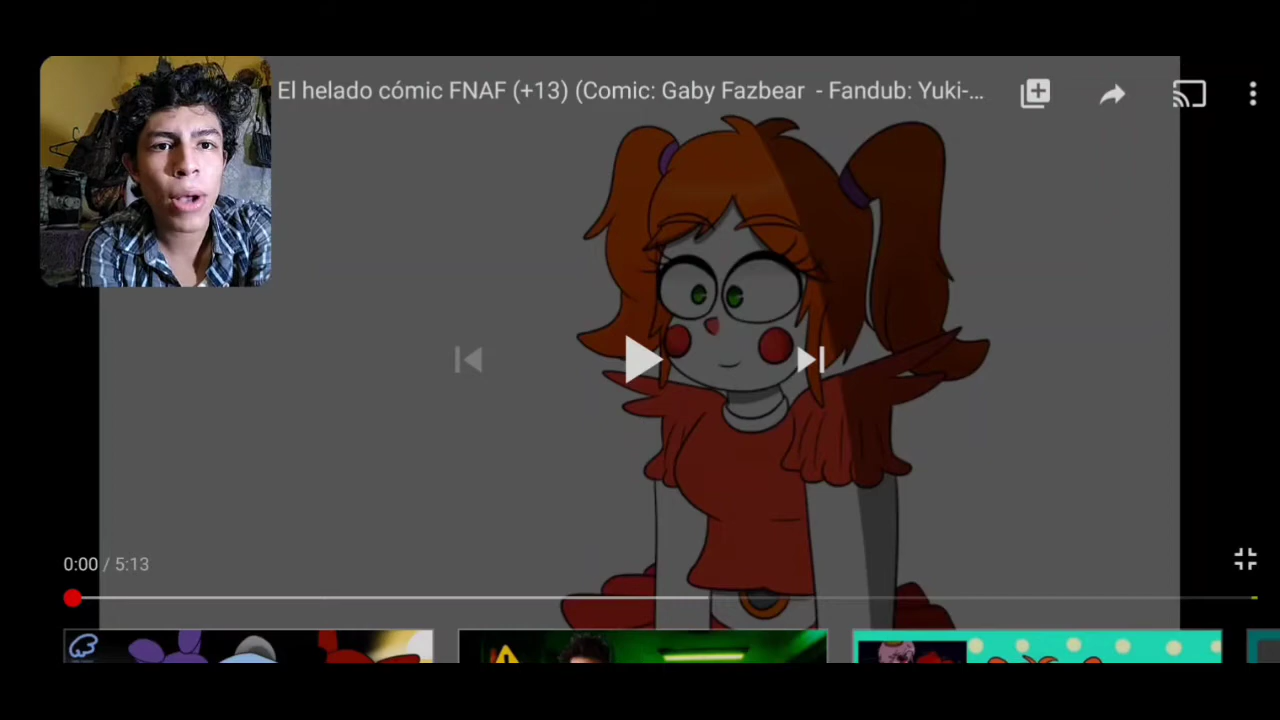 El helado cómic FNAF (+13) (Comic: Gaby Fazbear - Fandub: Yuki-...
0:00 / 5:13